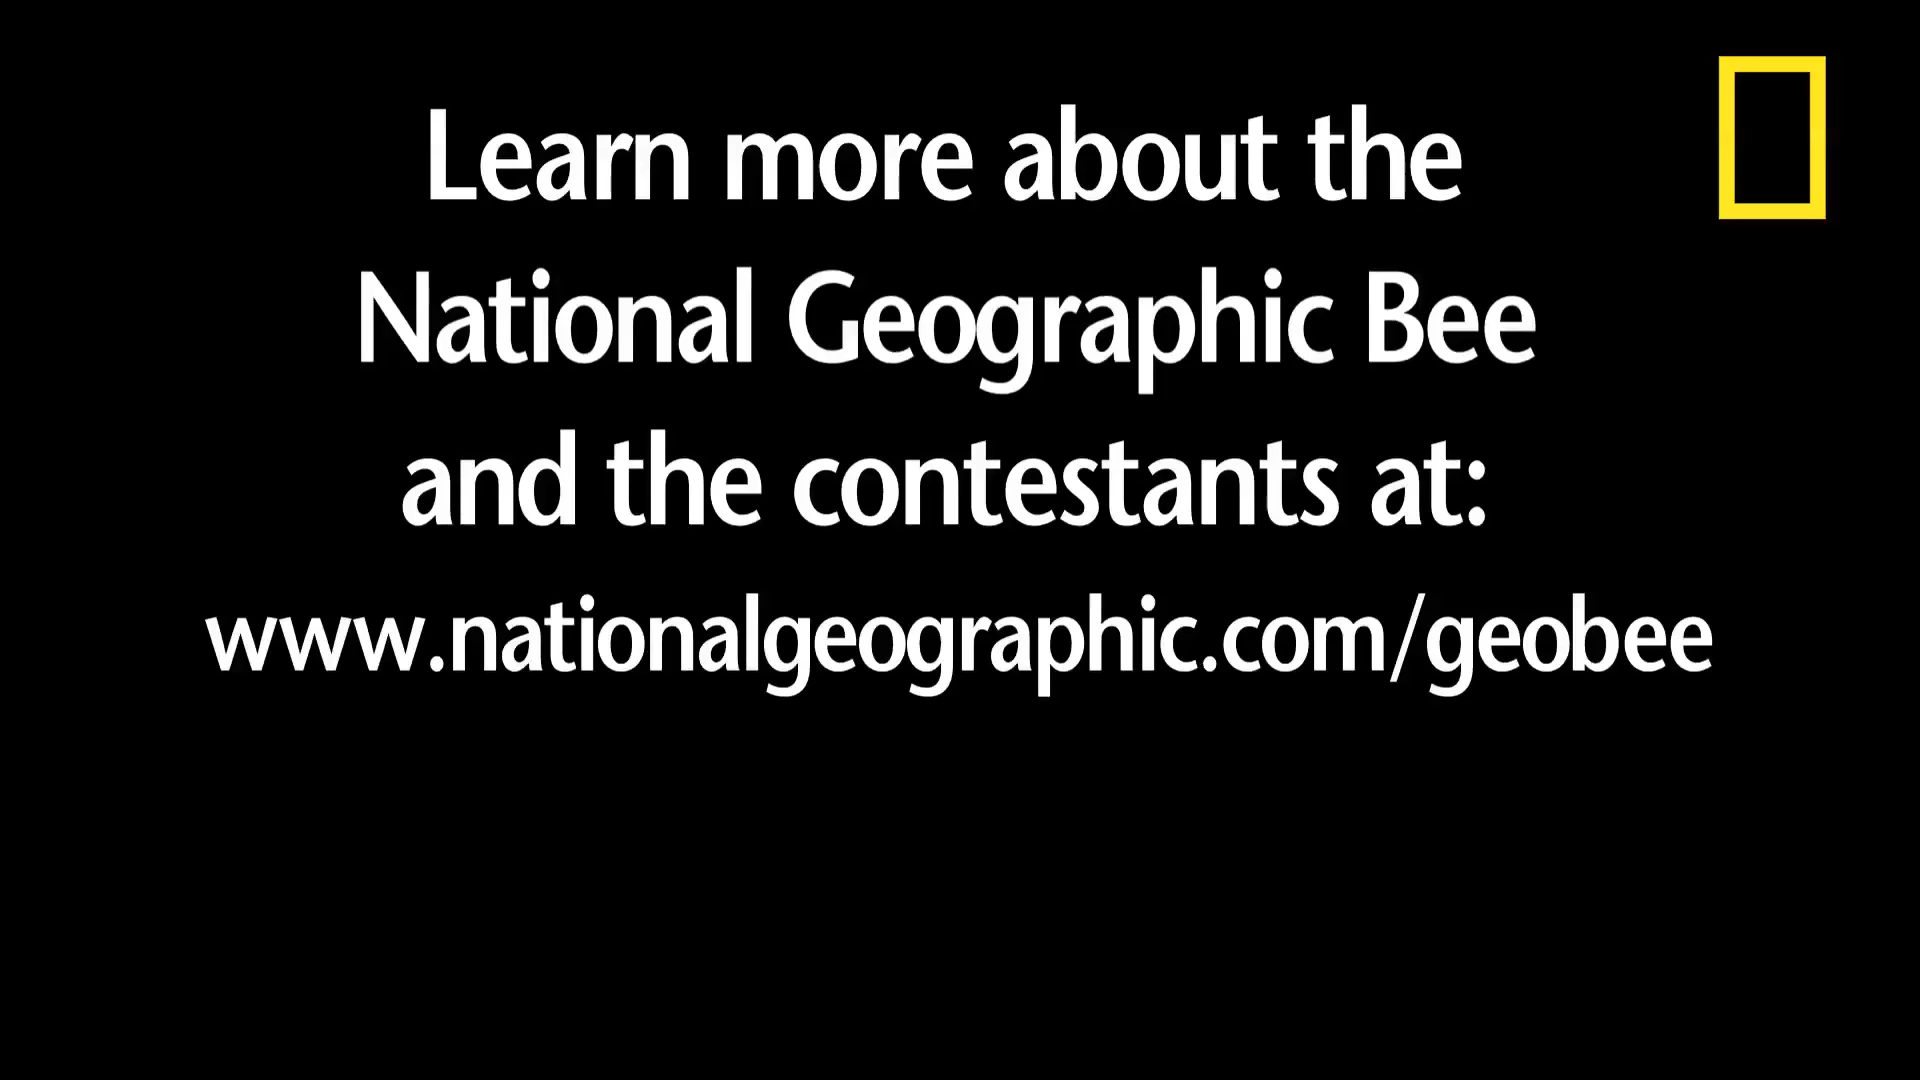 Learn more about the
National Geographic Bee
and the contestants at:
www.nationalgeographic.com/geobee